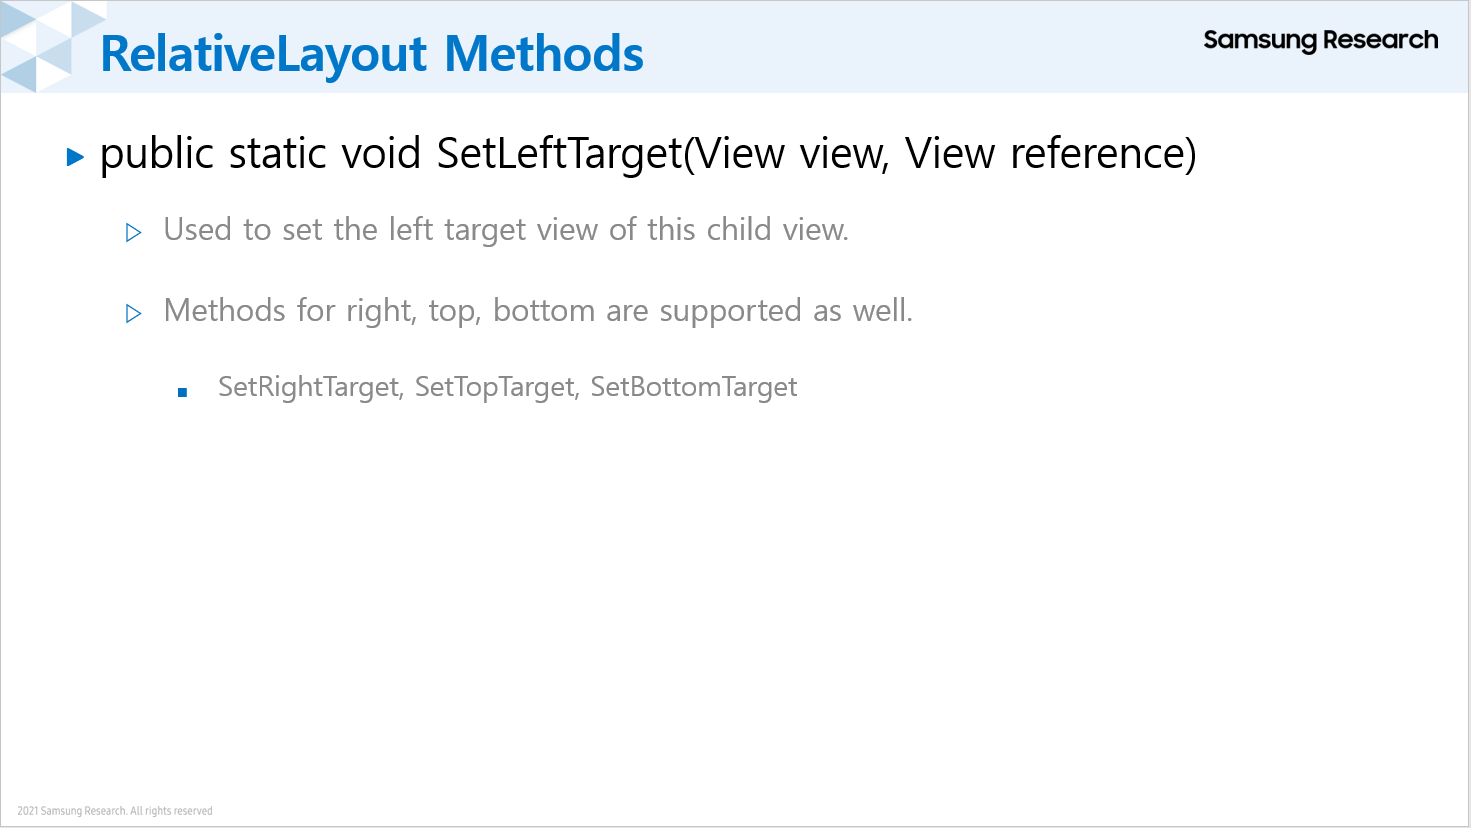 RelativeLayout Methods
Samsung Research
public static void SetLeftTarget(View view, View reference)
Used to set the left target view of this child view.
Methods for right, top, bottom are supported as well.
SetRightTarget, SetTopTarget, SetBottomTarget
2021 Samsung Research. All rights reserved